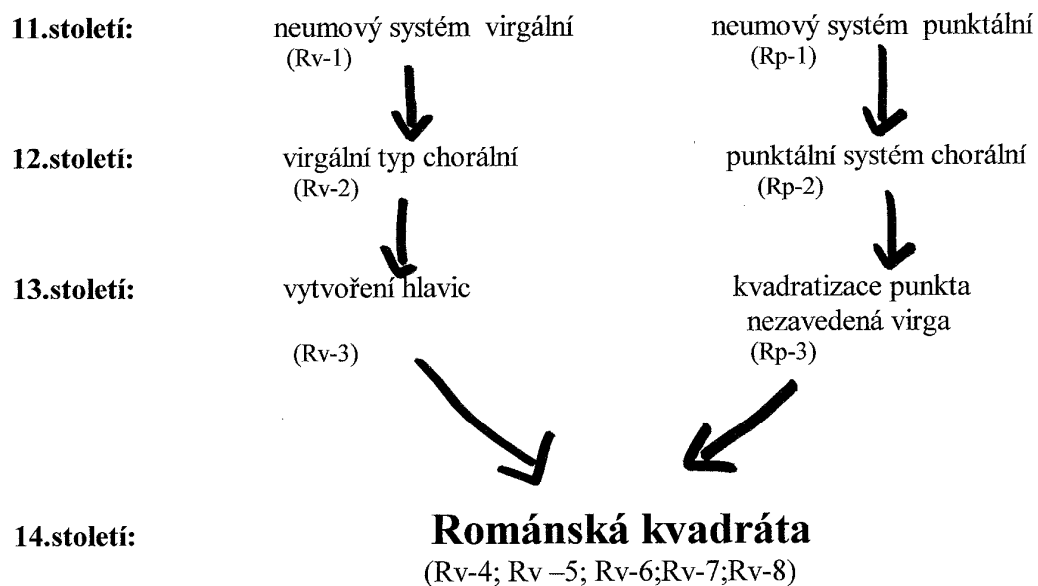 11.století: neumový systém virgální neumový systém punktální
(Rv-1) (Rp-1)
12.století: virgální typ chorální punktální systém chorální
(Rv-2) (Rp-2)
13.století: vytvoření hlavic kvadratizace punkta
nezavedená virga
(Rv-3) (Rp-3)
14.století: Románská kvadráta
(Rv-4; Rv –5; Rv-6;Rv-7;Rv-8)